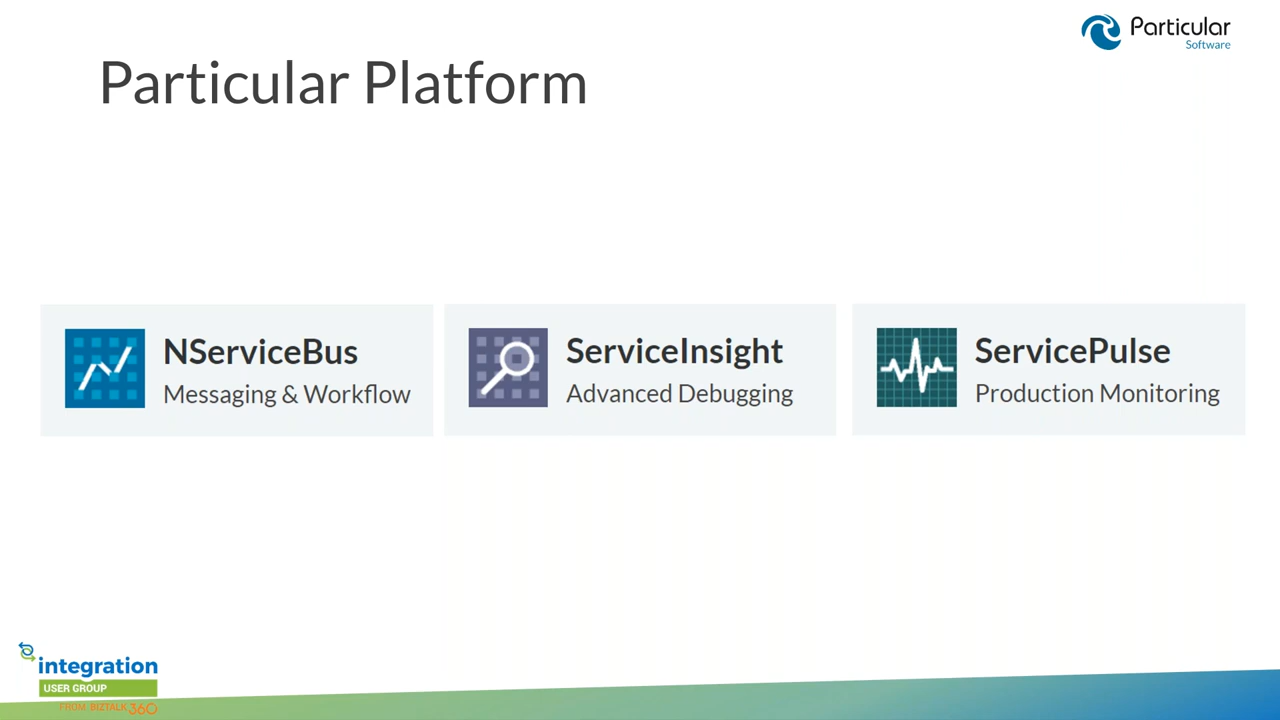 Particular
Software
Particular Platform
NServiceBus
Messaging & Workflow
ServiceInsight
Advanced Debugging
ServicePulse
Production Monitoring
integration
USER GROUP
FROM BIZTALK360